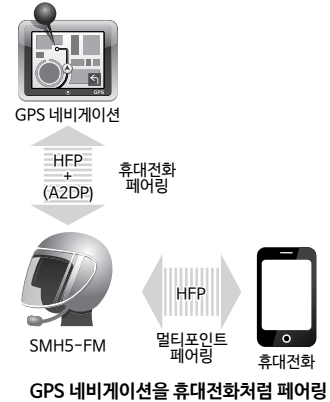 GPS
GPS 네비게이션
HFP
+
(A2DP)
휴대전화
페어링
HFP
SMH5-FM
멀티포인트
페어링
휴대전화
GPS 네비게이션을 휴대전화처럼 페어링